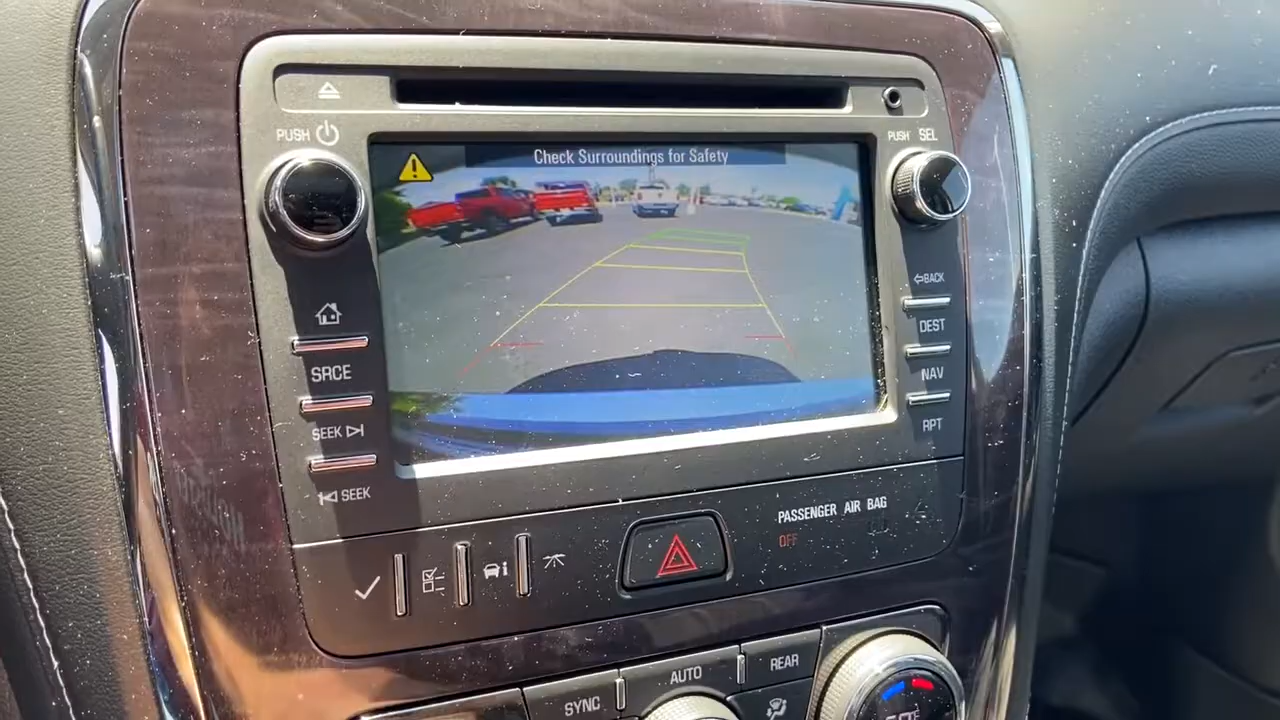 PUSH
PUSH SEL
Check Surroundings for Safety
BACK
SRCE
DEST
NAV
SEEK
RPT
SEEK
PASSENGER AIR BAG
OFF
SYNC
AUTO
REAR